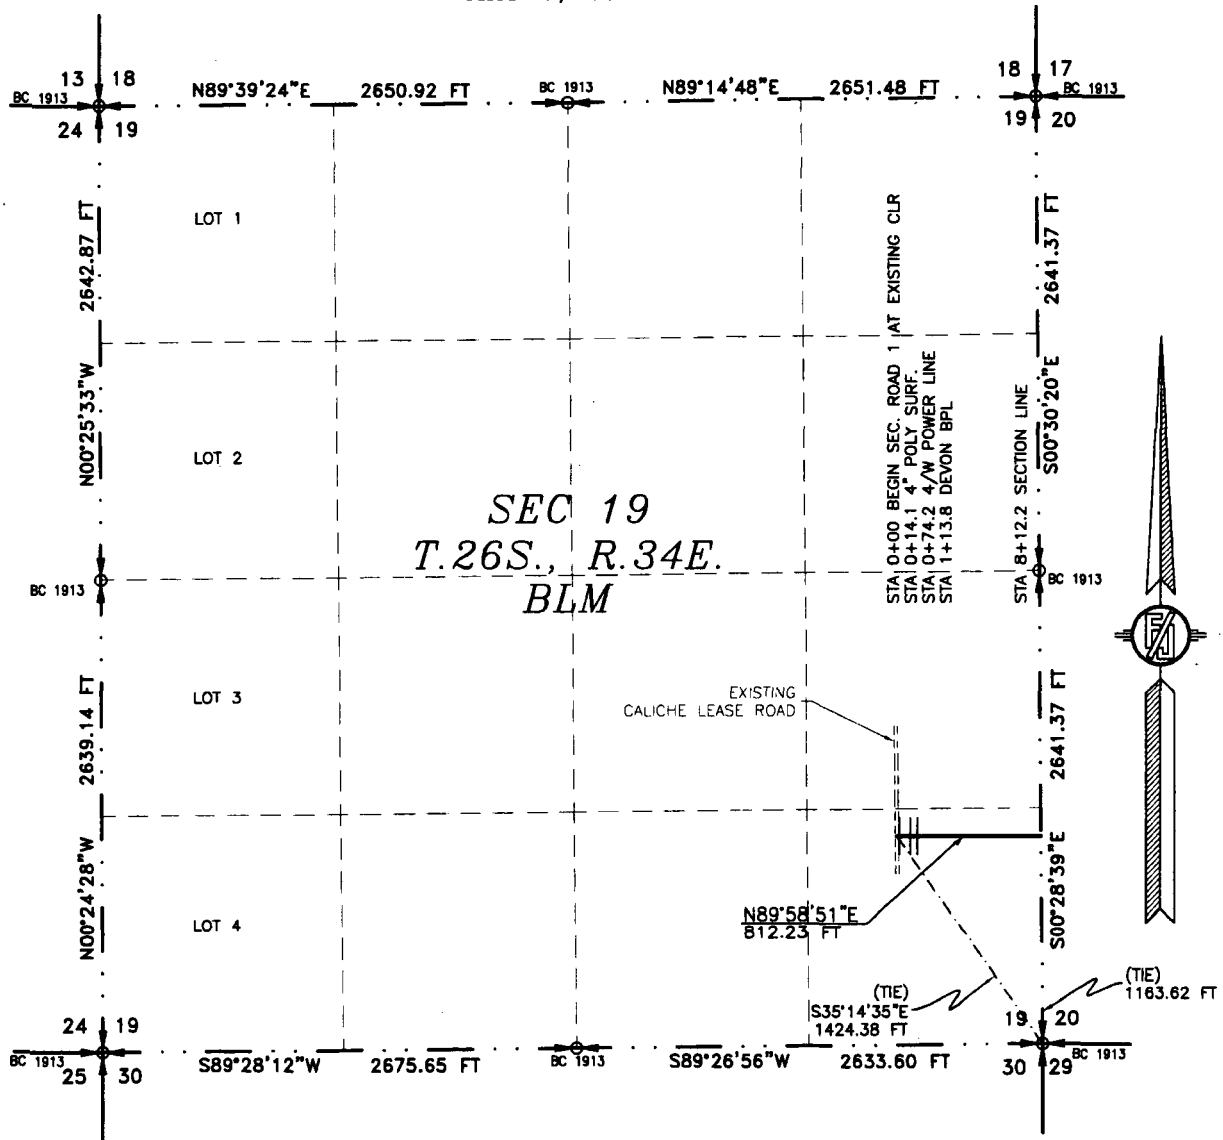 13 18
BC 1913
24 19
N89°39'24"E 2650.92 FT
BC 1913
N89°14'48"E 2651.48 FT
18 17
BC 1913
19 20
LOT 1
2642.87 FT
N00°25'33"W
2641.37 FT
S00°30'20"E
STA 0+00 BEGIN SEC. ROAD 1 AT EXISTING CLR
STA 0+14.1 4" POLY SURF.
STA 0+74.2 4/W POWER LINE
STA 1+13.8 DEVON BPL
STA 8+12.2 SECTION LINE
LOT 2
SEC 19
T.26S., R.34E.
BLM
BC 1913
BC 1913
LOT 3
EXISTING
CALICHE LEASE ROAD
2639.14 FT
N00°24'28"W
2641.37 FT
S00°28'39"E
LOT 4
N89°58'51"E
812.23 FT
(TIE)
S35°14'35"E
1424.38 FT
(TIE)
1163.62 FT
24 19
BC 1913
25 30
S89°28'12"W 2675.65 FT
BC 1913
S89°26'56"W 2633.60 FT
19 20
BC 1913
30 29